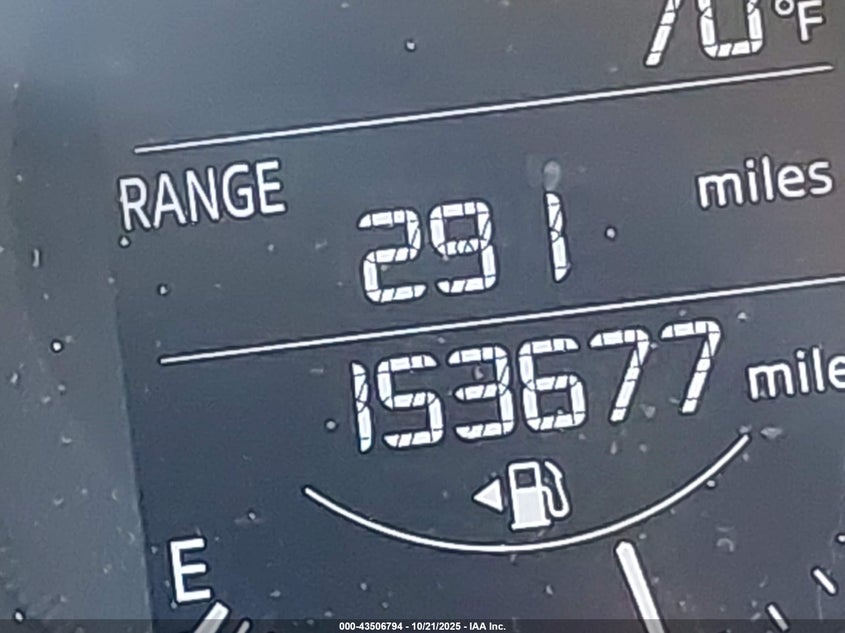 70°F
RANGE
291 miles
153677 mile
E
000-43506794 - 10/21/2025 - IAA Inc.